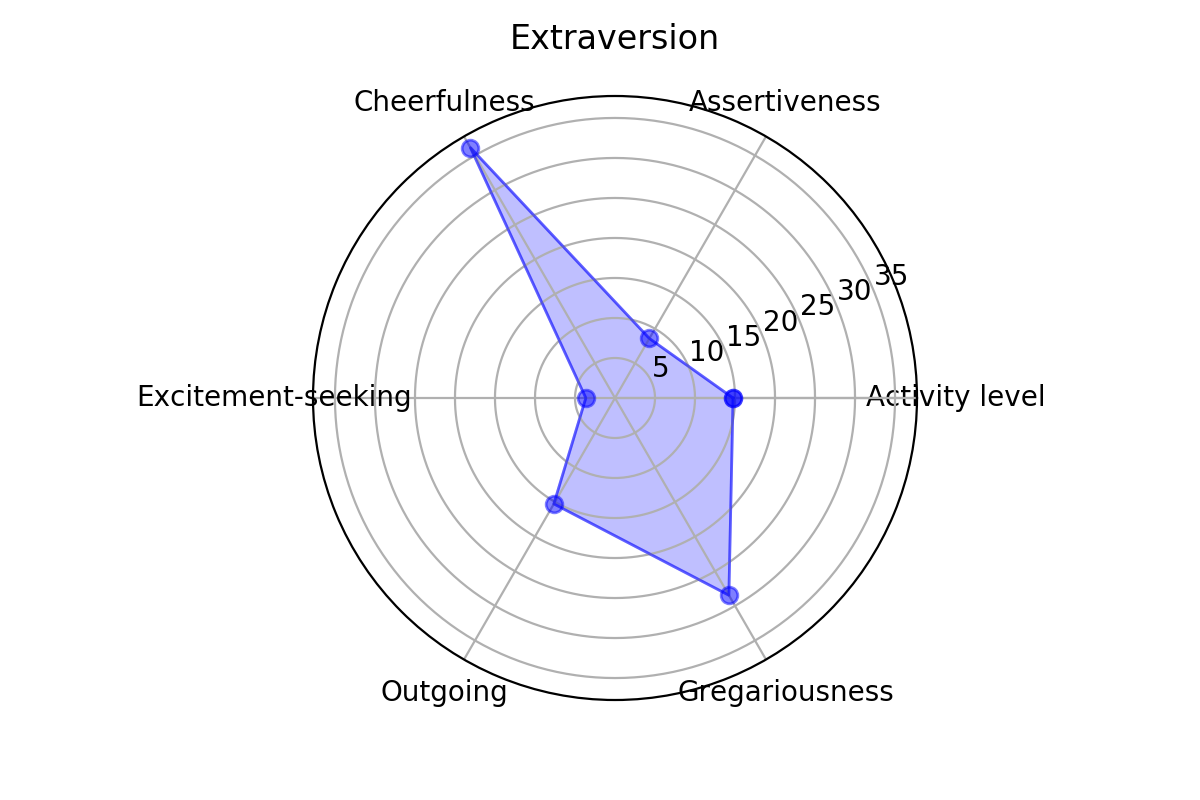 Extraversion
Cheerfulness
Assertiveness
35
30
25
20
15
10
5
Excitement-seeking
Activity level
Outgoing
Gregariousness